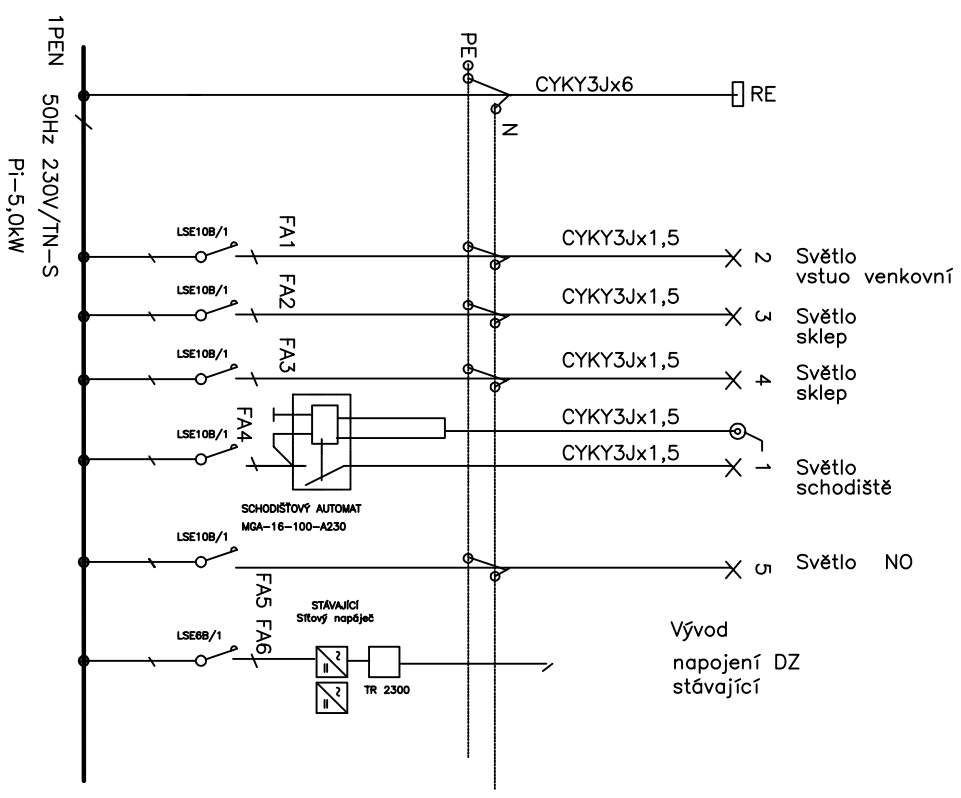 1PEN 50Hz 230V/TN-S
Pi-5,0kW
PE
N
CYKY3Jx6
RE
LSE10B/1
FA1
CYKY3Jx1,5
2
Světlo
vstuo venkovní
LSE10B/1
FA2
CYKY3Jx1,5
3
Světlo
sklep
LSE10B/1
FA3
CYKY3Jx1,5
4
Světlo
sklep
CYKY3Jx1,5
LSE10B/1
FA4
CYKY3Jx1,5
1
Světlo
schodiště
SCHODIŠŤOVÝ AUTOMAT
MGA-16-100-A230
LSE10B/1
FA5
5
Světlo NO
LSE6B/1
FA6
STÁVAJÍCÍ
Síťový napáječ
TR 2300
Vývod
napojení DZ
stávající